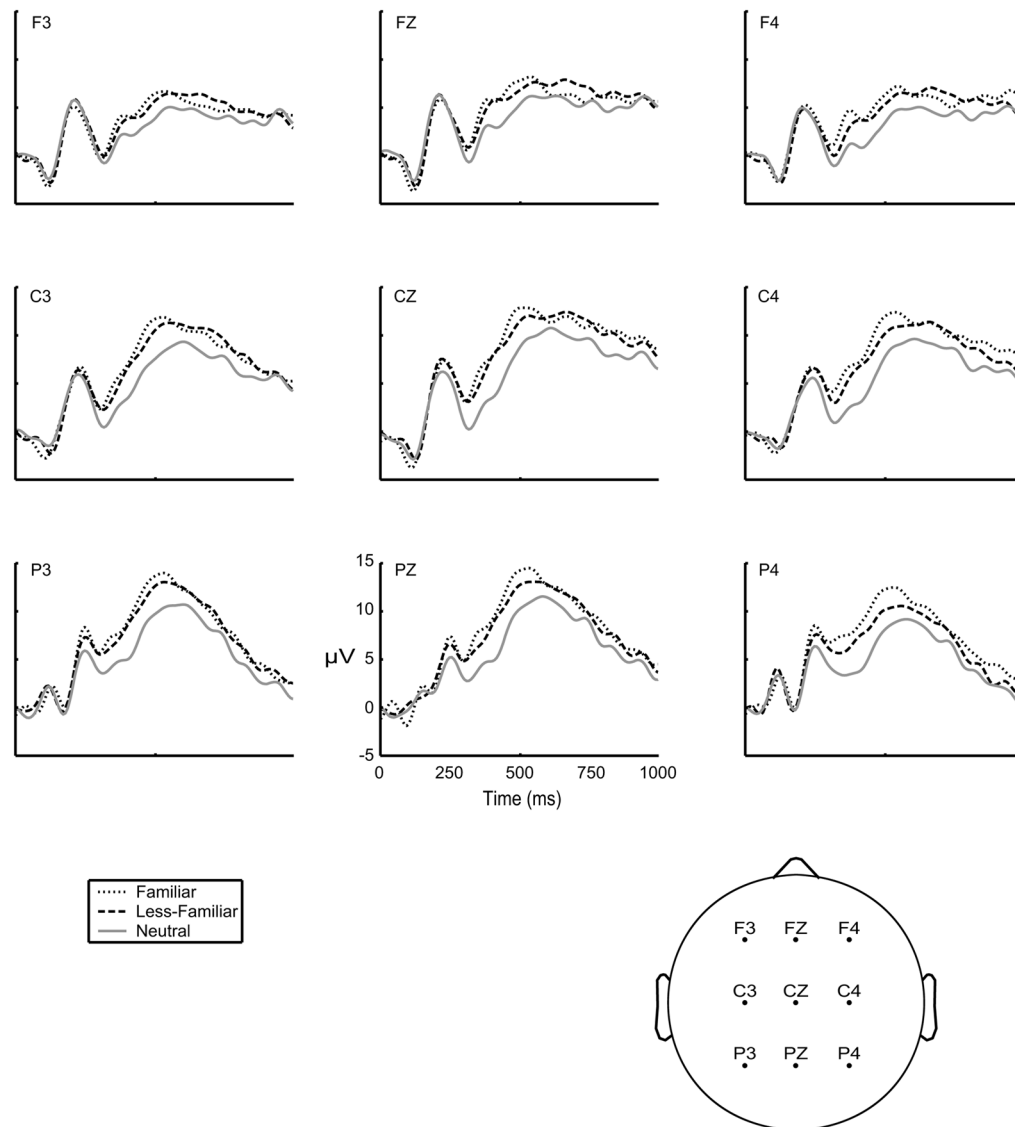 F3
FZ
F4
C3
CZ
C4
P3
PZ
P4
15
10
5
0
-5
µV
0 250 500 750 1000
Time (ms)
Familiar
Less-Familiar
Neutral
F3 FZ F4
C3 CZ C4
P3 PZ P4